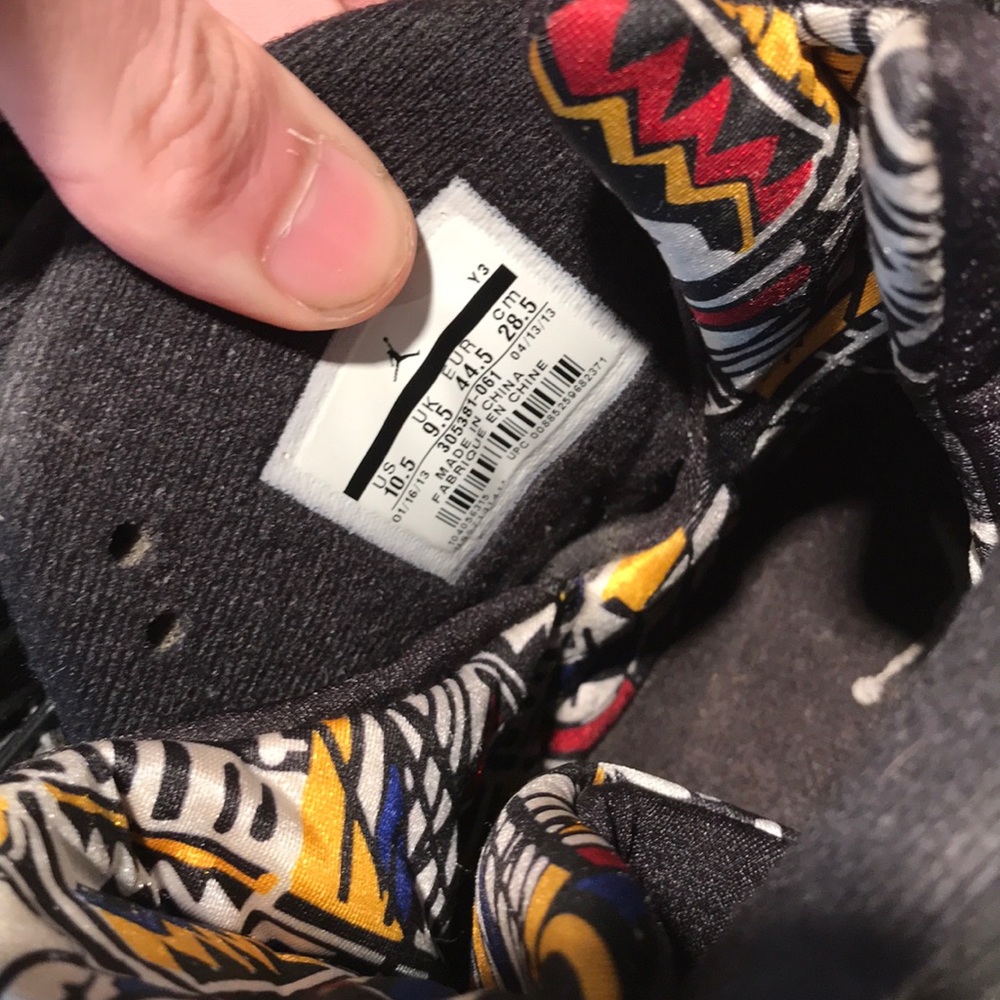 Y3
US UK EUR cm
10.5 9.5 44.5 28.5
01/16/13 305381-061 04/13/13
MADE IN CHINA
FABRIQUE EN CHINE
UPC 00885259682371